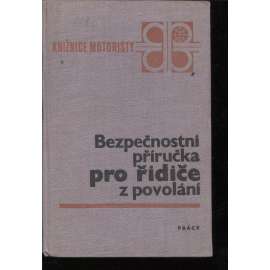 KNIŽNICE MOTORISTY
Bezpečnostní
příručka
pro řidiče
z povolání
PRÁCE